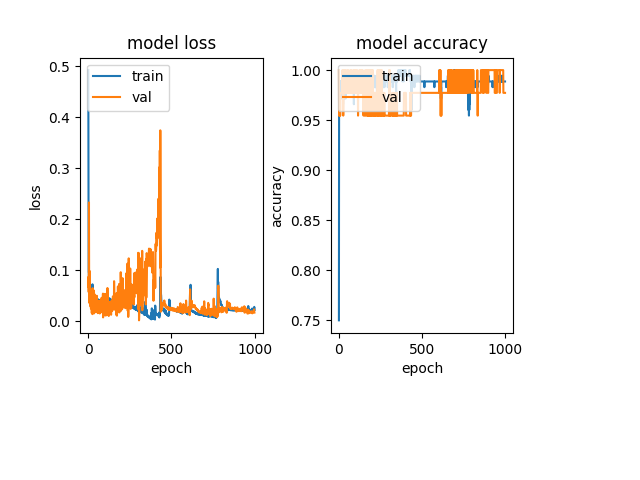 model loss
0.5
0.4
0.3
0.2
0.1
0.0
loss
0
500
1000
epoch
train
val
model accuracy
1.00
0.95
0.90
0.85
0.80
0.75
accuracy
0
500
1000
epoch
train
val